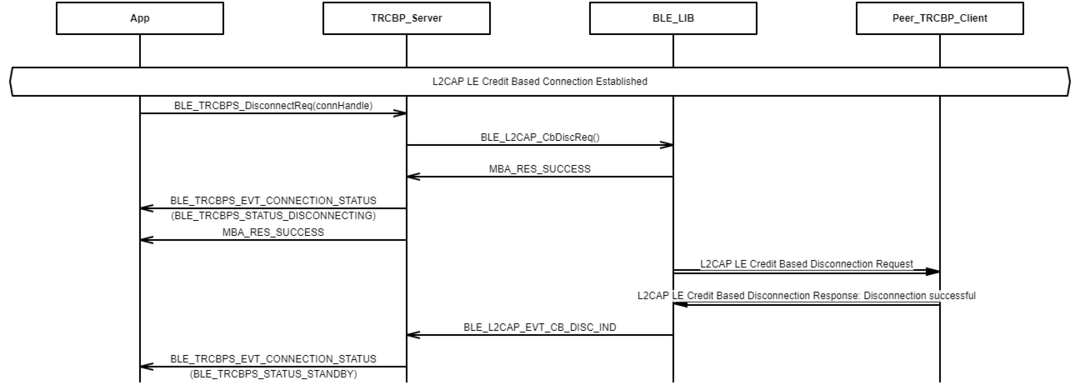 App
TRCBP_Server
BLE_LIB
Peer_TRCBP_Client
L2CAP LE Credit Based Connection Established
BLE_TRCBPS_DisconnectReq(connHandle)
BLE_L2CAP_CbDiscReq()
MBA_RES_SUCCESS
BLE_TRCBPS_EVT_CONNECTION_STATUS
(BLE_TRCBPS_STATUS_DISCONNECTING)
MBA_RES_SUCCESS
L2CAP LE Credit Based Disconnection Request
L2CAP LE Credit Based Disconnection Response: Disconnection successful
BLE_L2CAP_EVT_CB_DISC_IND
BLE_TRCBPS_EVT_CONNECTION_STATUS
(BLE_TRCBPS_STATUS_STANDBY)